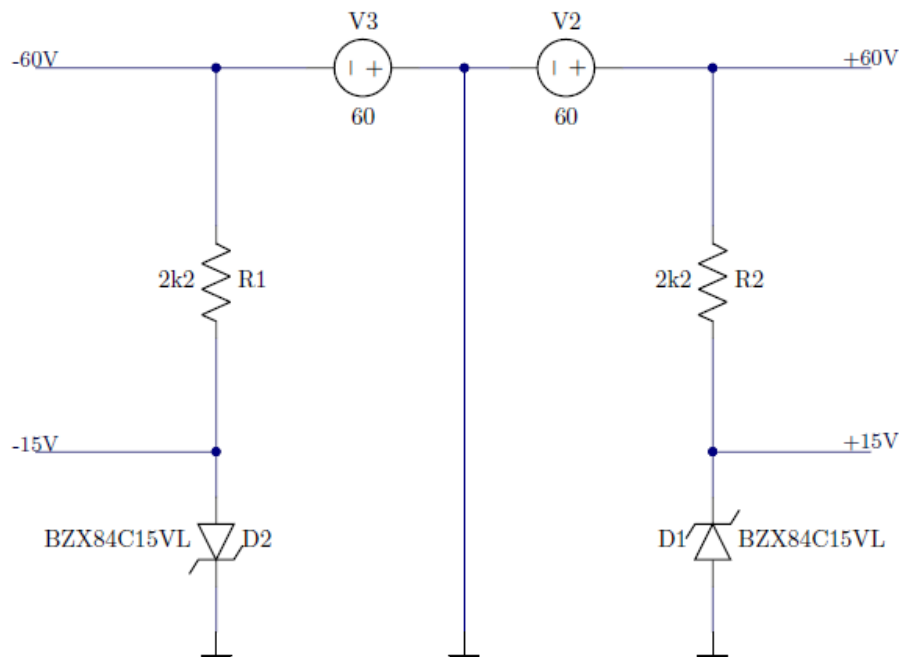 V3 V2
-60V +60V
60 60
2k2 R1 2k2 R2
-15V +15V
BZX84C15VL D2 D1 BZX84C15VL